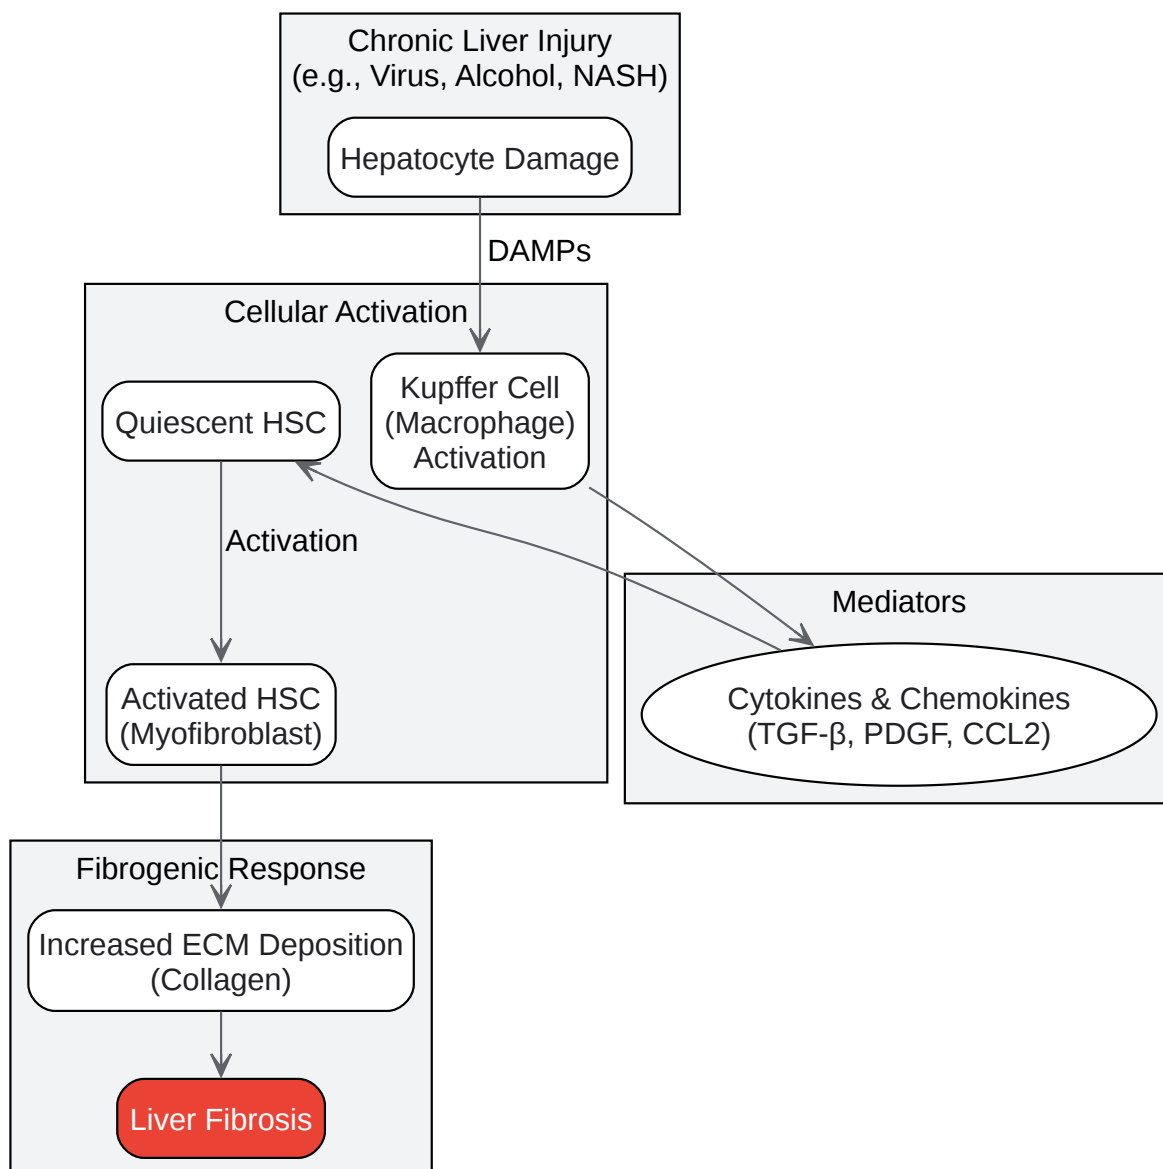 Chronic Liver Injury
(e.g., Virus, Alcohol, NASH)
Hepatocyte Damage
DAMPs
Cellular Activation
Kupffer Cell
(Macrophage)
Activation
Quiescent HSC
Activation
Mediators
Cytokines & Chemokines
(TGF-β, PDGF, CCL2)
Activated HSC
(Myofibroblast)
Fibrogenic Response
Increased ECM Deposition
(Collagen)
Liver Fibrosis